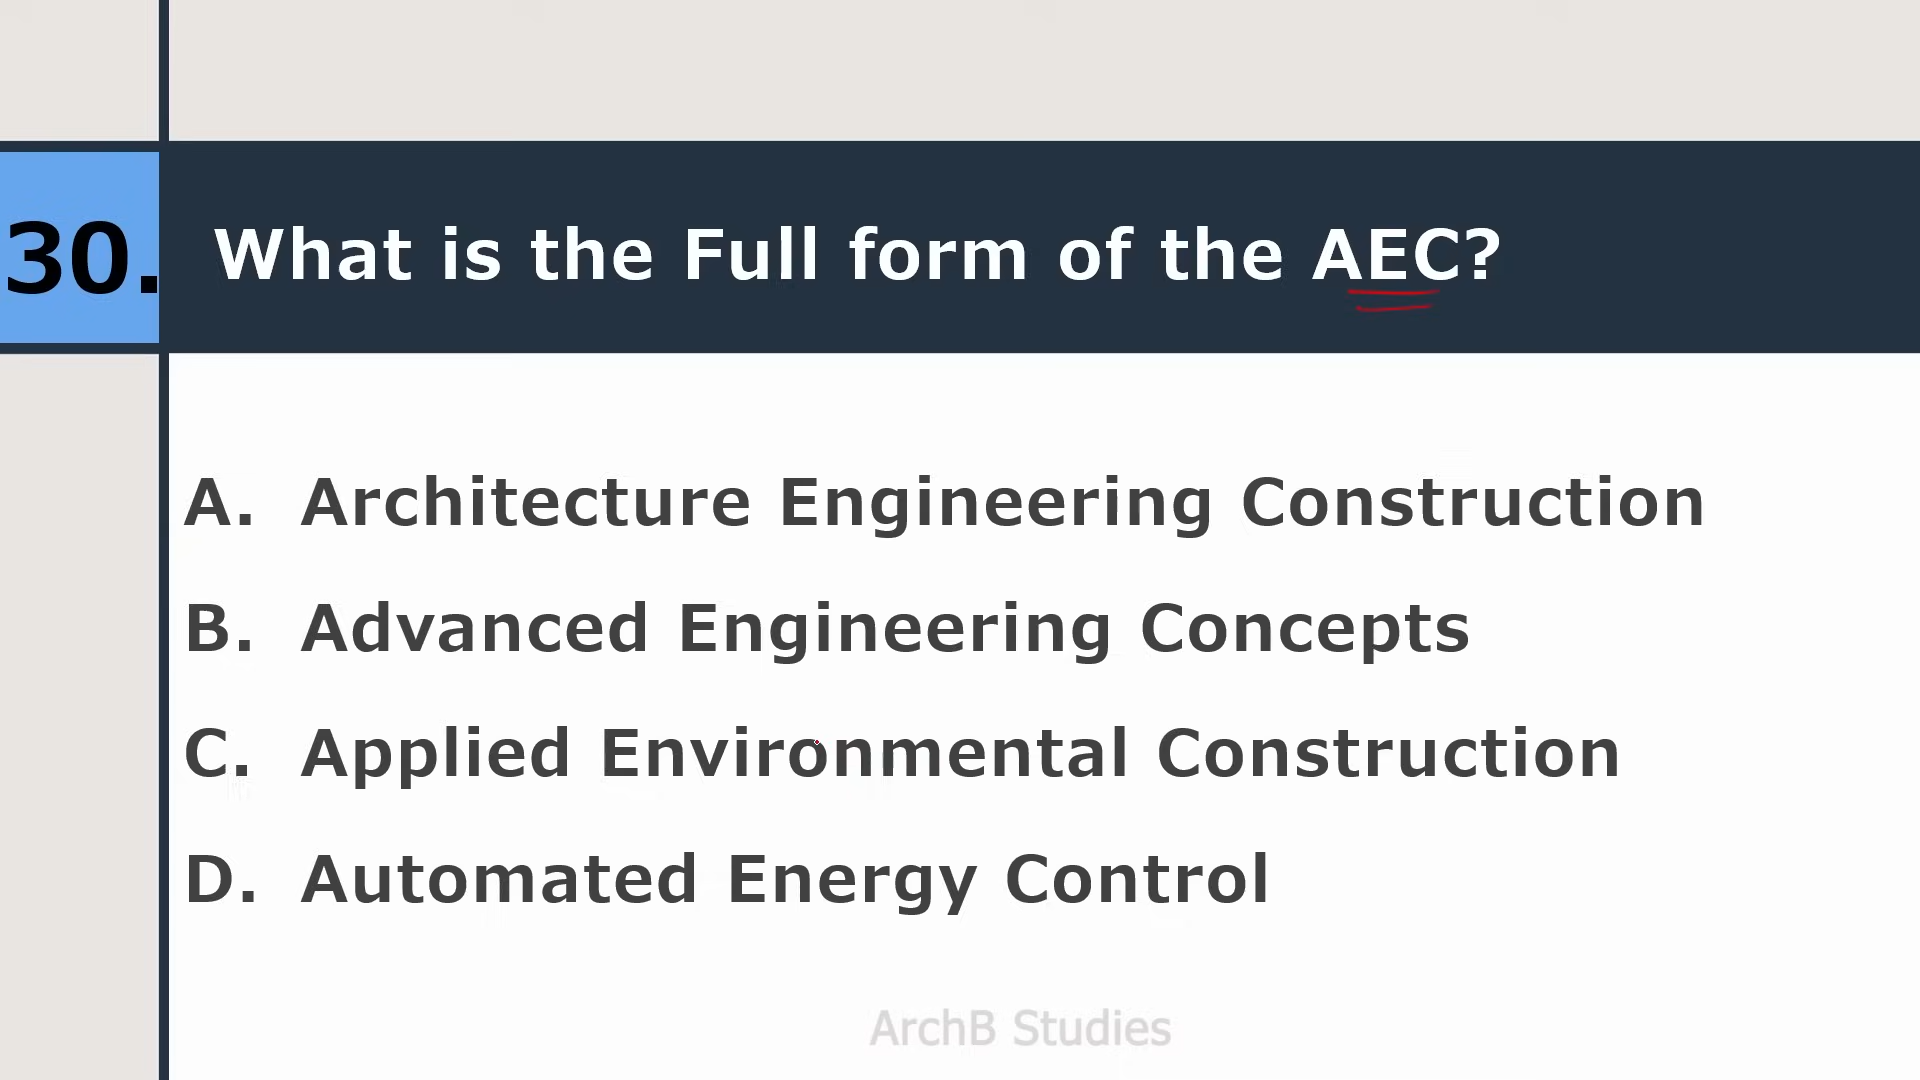 30. What is the Full form of the AEC?
A. Architecture Engineering Construction
B. Advanced Engineering Concepts
C. Applied Environmental Construction
D. Automated Energy Control
ArchB Studies